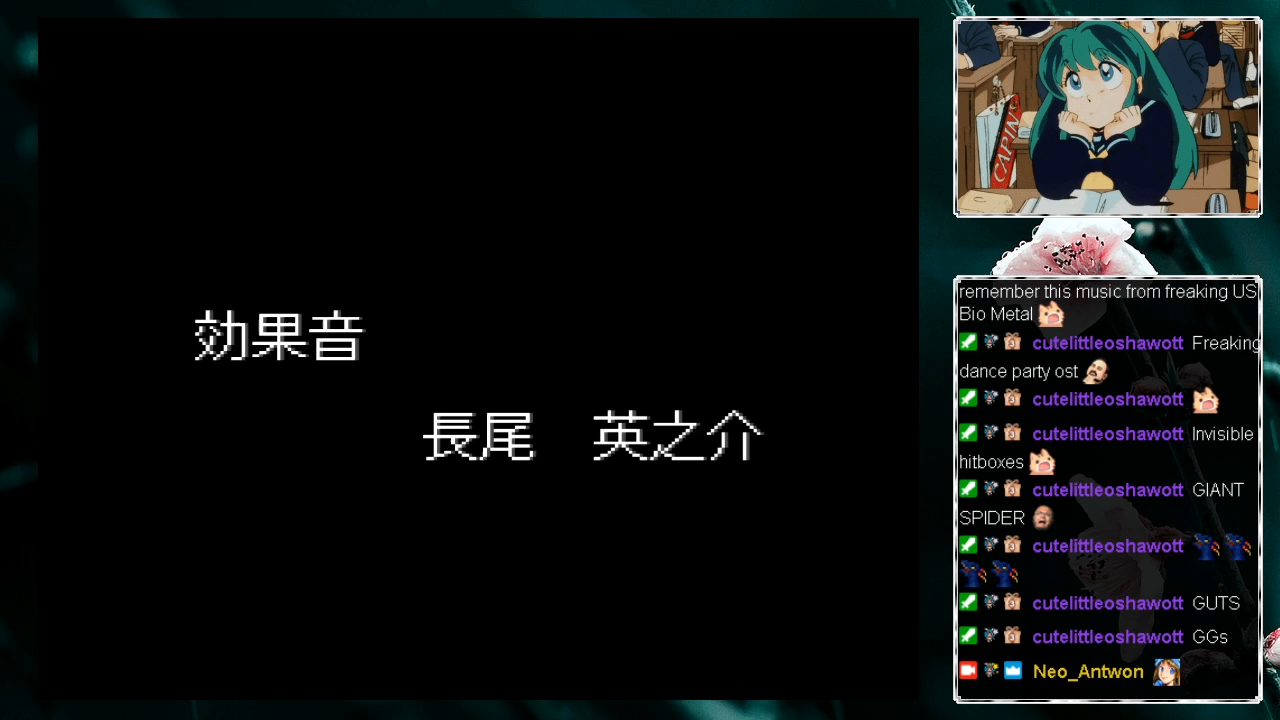 効果音
長尾　英之介
CAPIN
remember this music from freaking US
Bio Metal
cutelittleoshawott Freaking
dance party ost
cutelittleoshawott
cutelittleoshawott Invisible
hitboxes
cutelittleoshawott GIANT
SPIDER
cutelittleoshawott
cutelittleoshawott GUTS
cutelittleoshawott GGs
Neo_Antwon